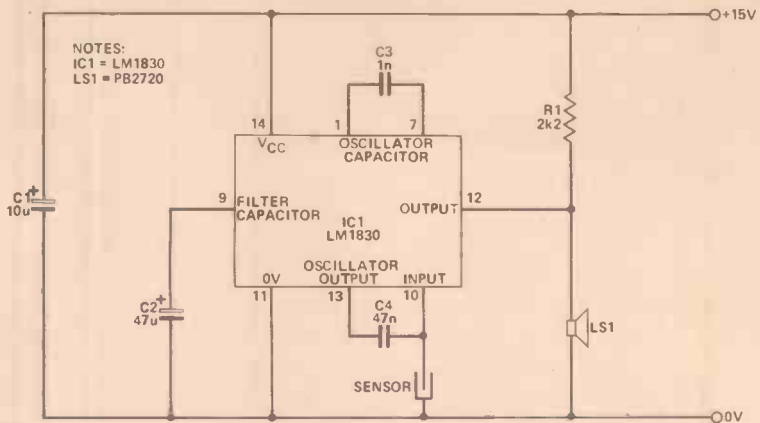 +15V
NOTES:
IC1 = LM1830
LS1 = PB2720
C3
1n
R1
2k2
14
1
7
VCC
OSCILLATOR
CAPACITOR
C1
10u
+
9
FILTER
CAPACITOR
12
OUTPUT
IC1
LM1830
OSCILLATOR
0V
OUTPUT
INPUT
11
13
10
C2
47u
+
C4
47n
LS1
SENSOR
0V